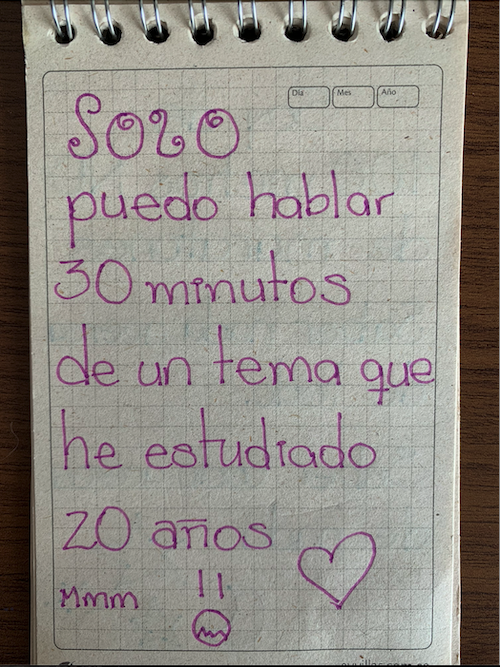 Día Mes Año
SOLO
puedo hablar
30 minutos
de un tema que
he estudiado
20 años
Mmm !!